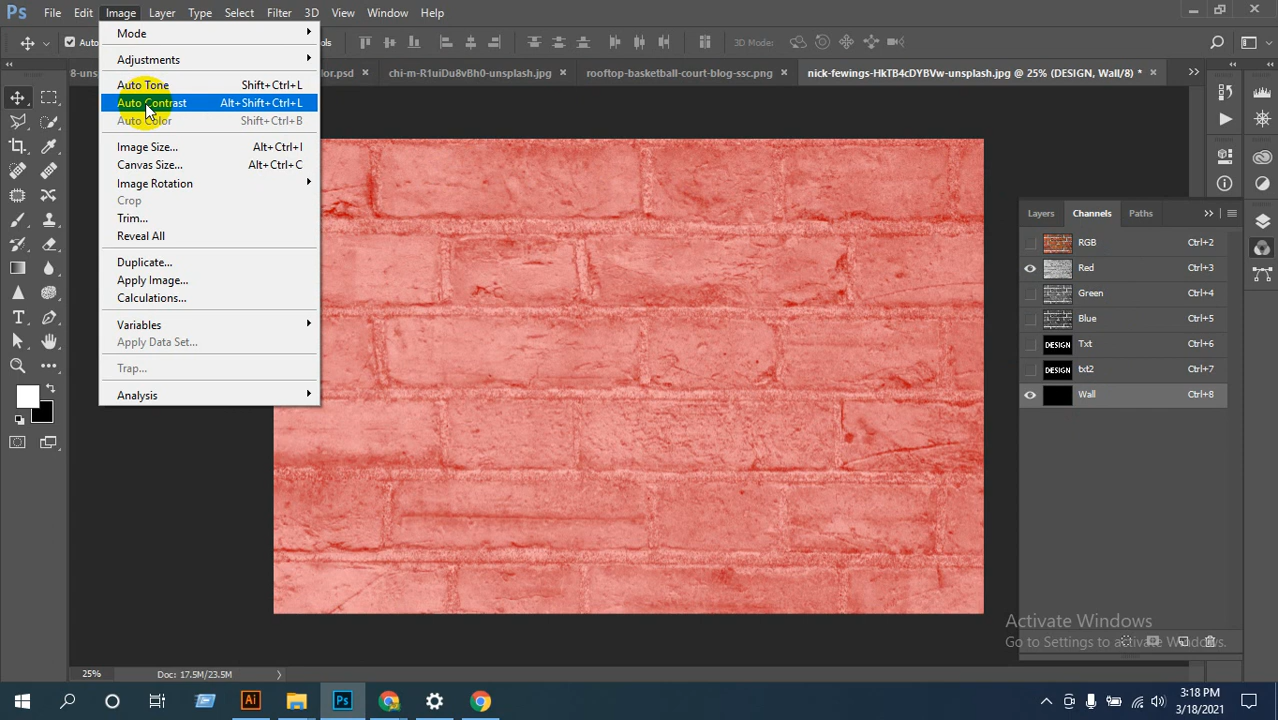 Ps File Edit Image Layer Type Select Filter 3D View Window Help
Auto
3D Mode:
chi-m-R1uiDu8vBh0-unsplash.jpg × rooftop-basketball-court-blog-ssc.png × nick-fewings-HkTB4cDYBVw-unsplash.jpg @ 25% (DESIGN, Wall/8) * ×
Mode
Adjustments
Auto Tone Shift+Ctrl+L
Auto Contrast Alt+Shift+Ctrl+L
Auto Color Shift+Ctrl+B
Image Size... Alt+Ctrl+I
Canvas Size... Alt+Ctrl+C
Image Rotation
Crop
Trim...
Reveal All
Duplicate...
Apply Image...
Calculations...
Variables
Apply Data Set...
Trap...
Analysis
Layers Channels Paths
RGB Ctrl+2
Red Ctrl+3
Green Ctrl+4
Blue Ctrl+5
DESIGN Txt Ctrl+6
DESIGN txt2 Ctrl+7
Wall Ctrl+8
Activate Windows
Go to Settings to activate Windows.
25% Doc: 17.5M/23.5M
Ai Ps
3:18 PM
3/18/2021